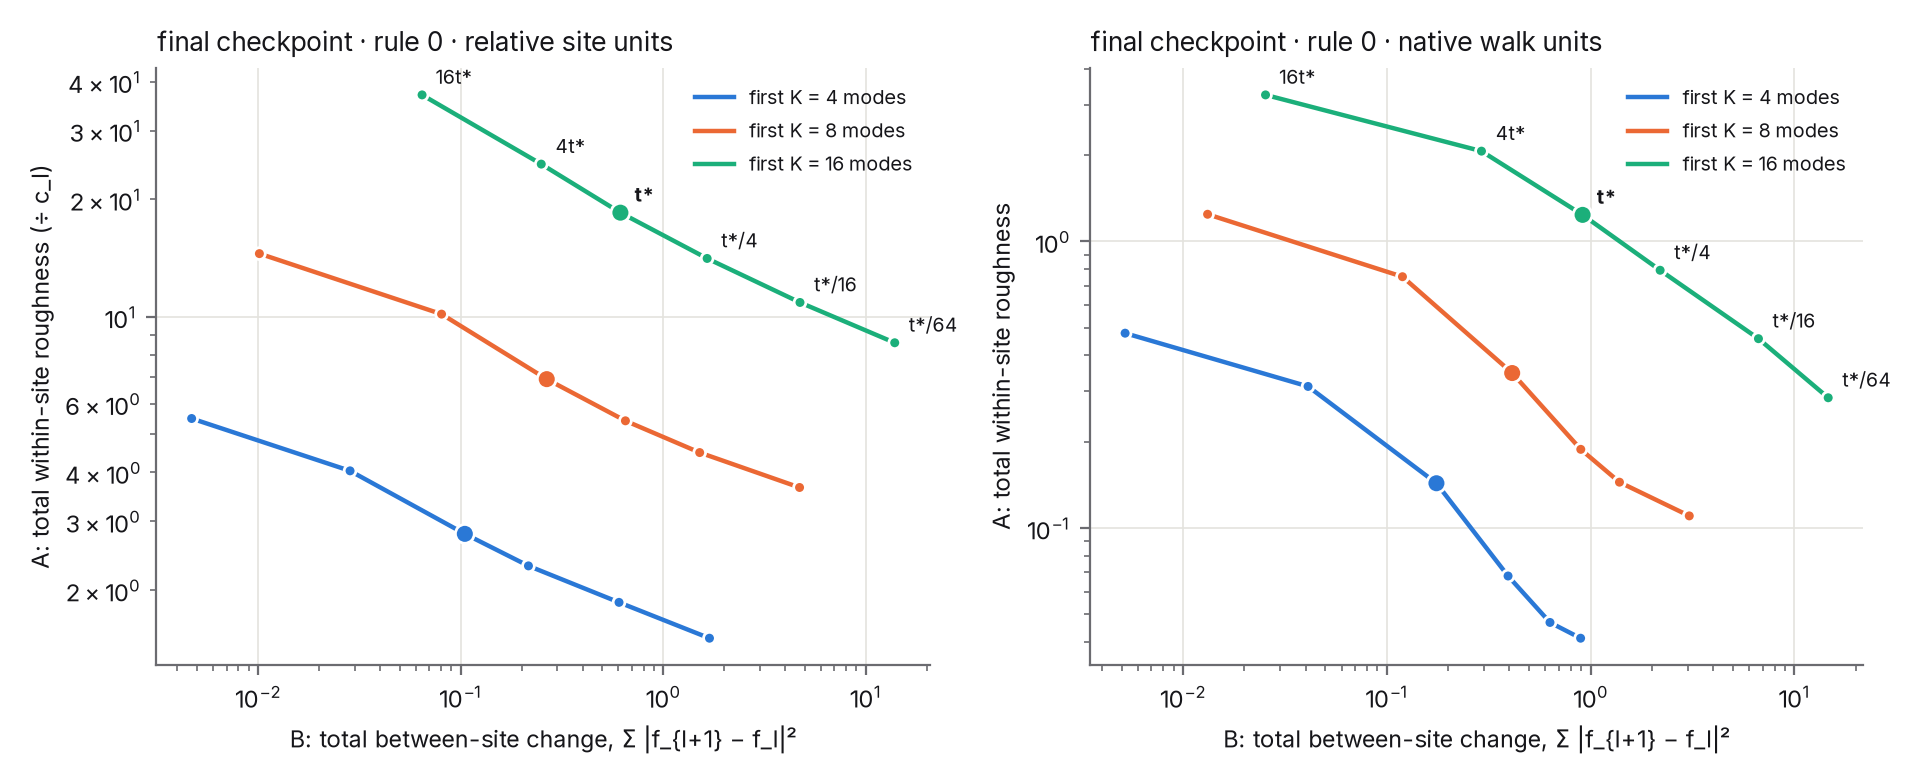 final checkpoint · rule 0 · relative site units
A: total within-site roughness (÷ c_l)
4 × 10¹
3 × 10¹
2 × 10¹
10¹
6 × 10⁰
4 × 10⁰
3 × 10⁰
2 × 10⁰
16t*
4t*
t*
t*/4
t*/16
t*/64
first K = 4 modes
first K = 8 modes
first K = 16 modes
10⁻²
10⁻¹
10⁰
10¹
B: total between-site change, Σ |f_{l+1} − f_l|²
final checkpoint · rule 0 · native walk units
A: total within-site roughness
10⁰
10⁻¹
16t*
4t*
t*
t*/4
t*/16
t*/64
first K = 4 modes
first K = 8 modes
first K = 16 modes
10⁻²
10⁻¹
10⁰
10¹
B: total between-site change, Σ |f_{l+1} − f_l|²